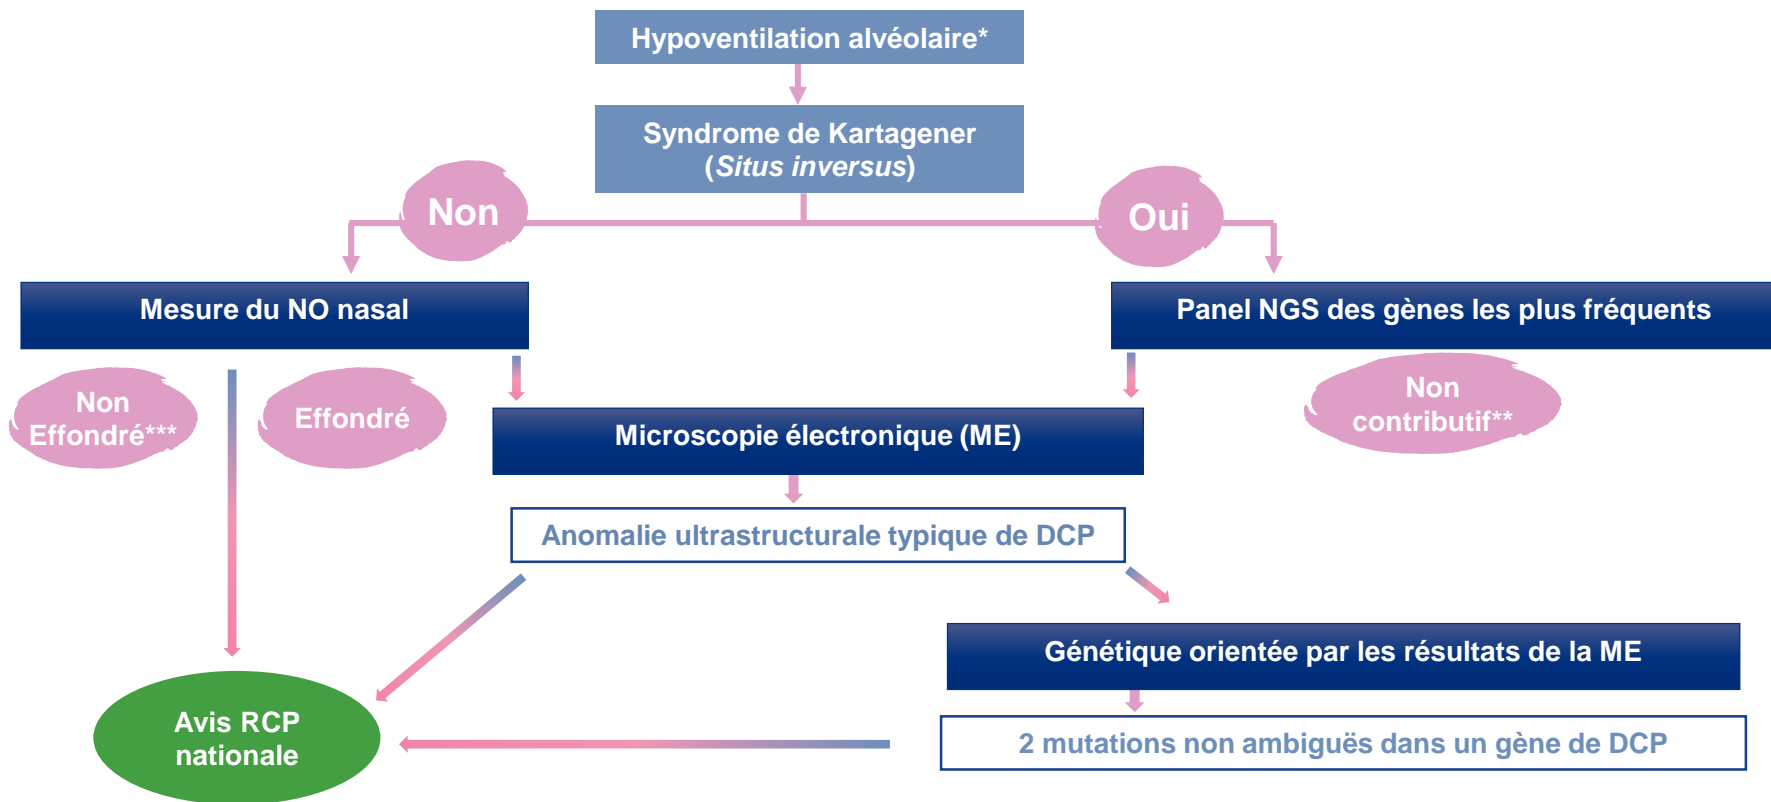 Hypoventilation alvéolaire*
Syndrome de Kartagener
(Situs inversus)
Non
Oui
Mesure du NO nasal
Panel NGS des gènes les plus fréquents
Non
Effondré***
Effondré
Non
contributif**
Microscopie électronique (ME)
Anomalie ultrastructurale typique de DCP
Génétique orientée par les résultats de la ME
Avis RCP
nationale
2 mutations non ambiguës dans un gène de DCP